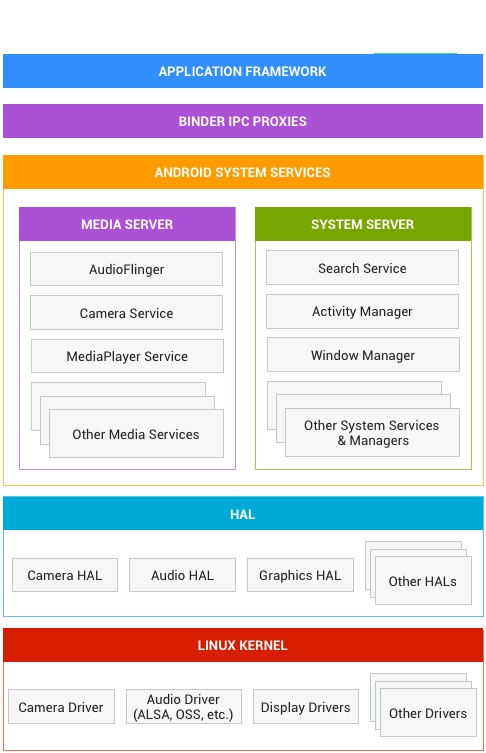 APPLICATION FRAMEWORK
BINDER IPC PROXIES
ANDROID SYSTEM SERVICES
MEDIA SERVER
AudioFlinger
Camera Service
MediaPlayer Service
Other Media Services
SYSTEM SERVER
Search Service
Activity Manager
Window Manager
Other System Services
& Managers
HAL
Camera HAL
Audio HAL
Graphics HAL
Other HALs
LINUX KERNEL
Camera Driver
Audio Driver
(ALSA, OSS, etc.)
Display Drivers
Other Drivers